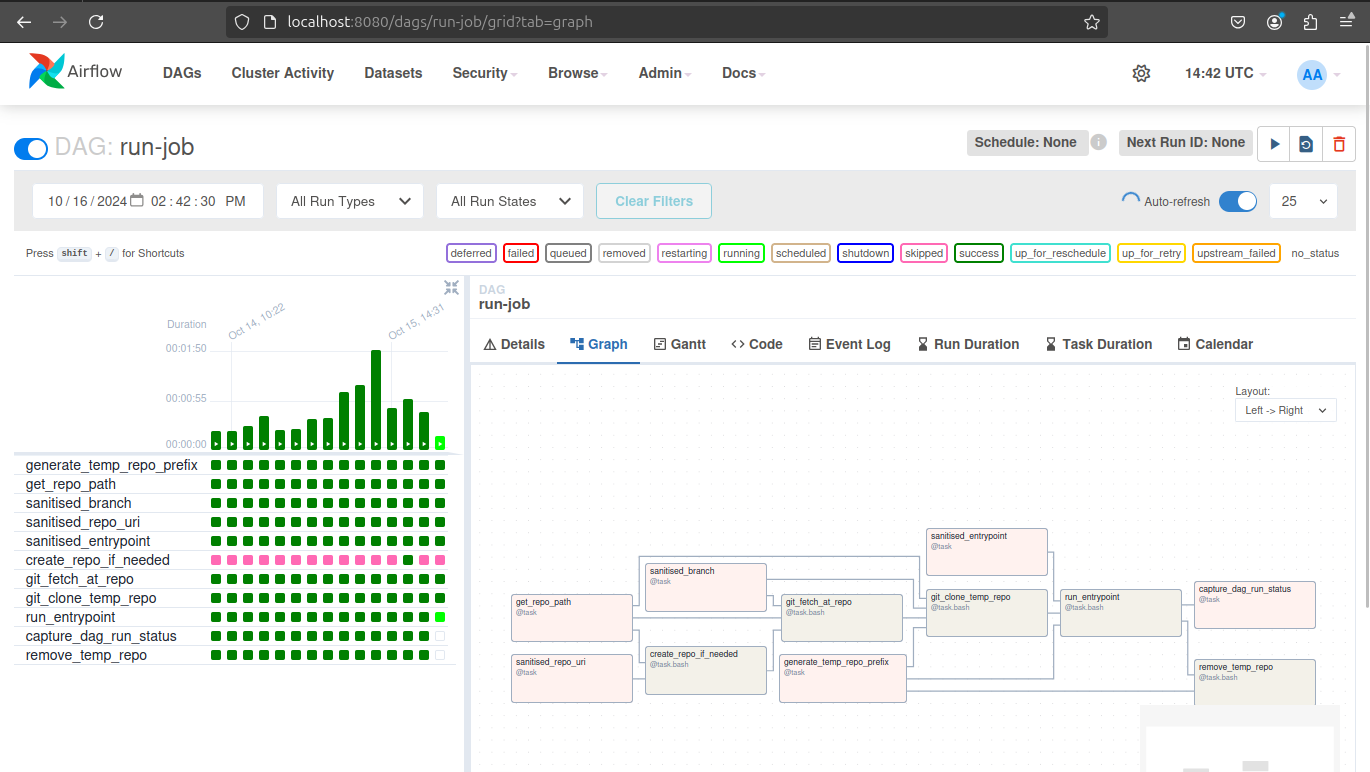 localhost:8080/dags/run-job/grid?tab=graph
Airflow DAGs Cluster Activity Datasets Security Browse Admin Docs 14:42 UTC AA
DAG: run-job Schedule: None i Next Run ID: None
10/16/2024 02:42:30 PM All Run Types All Run States Clear Filters Auto-refresh 25
Press shift + / for Shortcuts deferred failed queued removed restarting running scheduled shutdown skipped success up_for_reschedule up_for_retry upstream_failed no_status
Duration
Oct 14, 10:22
Oct 15, 14:31
00:01:50
00:00:55
00:00:00
generate_temp_repo_prefix
get_repo_path
sanitised_branch
sanitised_repo_uri
sanitised_entrypoint
create_repo_if_needed
git_fetch_at_repo
git_clone_temp_repo
run_entrypoint
capture_dag_run_status
remove_temp_repo
DAG
run-job
Details Graph Gantt Code Event Log Run Duration Task Duration Calendar
Layout:
Left -> Right
get_repo_path
@task
sanitised_repo_uri
@task
sanitised_branch
@task
create_repo_if_needed
@task.bash
git_fetch_at_repo
@task.bash
generate_temp_repo_prefix
@task
sanitised_entrypoint
@task
git_clone_temp_repo
@task.bash
run_entrypoint
@task.bash
capture_dag_run_status
@task
remove_temp_repo
@task.bash